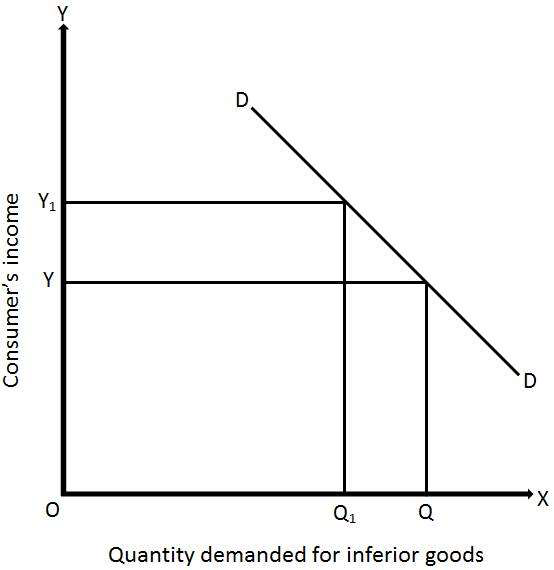 Y
D
Y₁
Consumer's income
Y
D
O
Q₁
Q
X
Quantity demanded for inferior goods